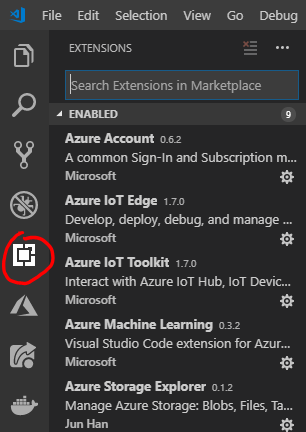 File Edit Selection View Go Debug
EXTENSIONS
Search Extensions in Marketplace
ENABLED 9
Azure Account 0.6.2
A common Sign-In and Subscription m...
Microsoft
Azure IoT Edge 1.7.0
Develop, deploy, debug, and manage ...
Microsoft
Azure IoT Toolkit 1.7.0
Interact with Azure IoT Hub, IoT Devic...
Microsoft
Azure Machine Learning 0.3.2
Visual Studio Code extension for Azur...
Microsoft
Azure Storage Explorer 0.1.2
Manage Azure Storage: Blobs, Files, Ta...
Jun Han